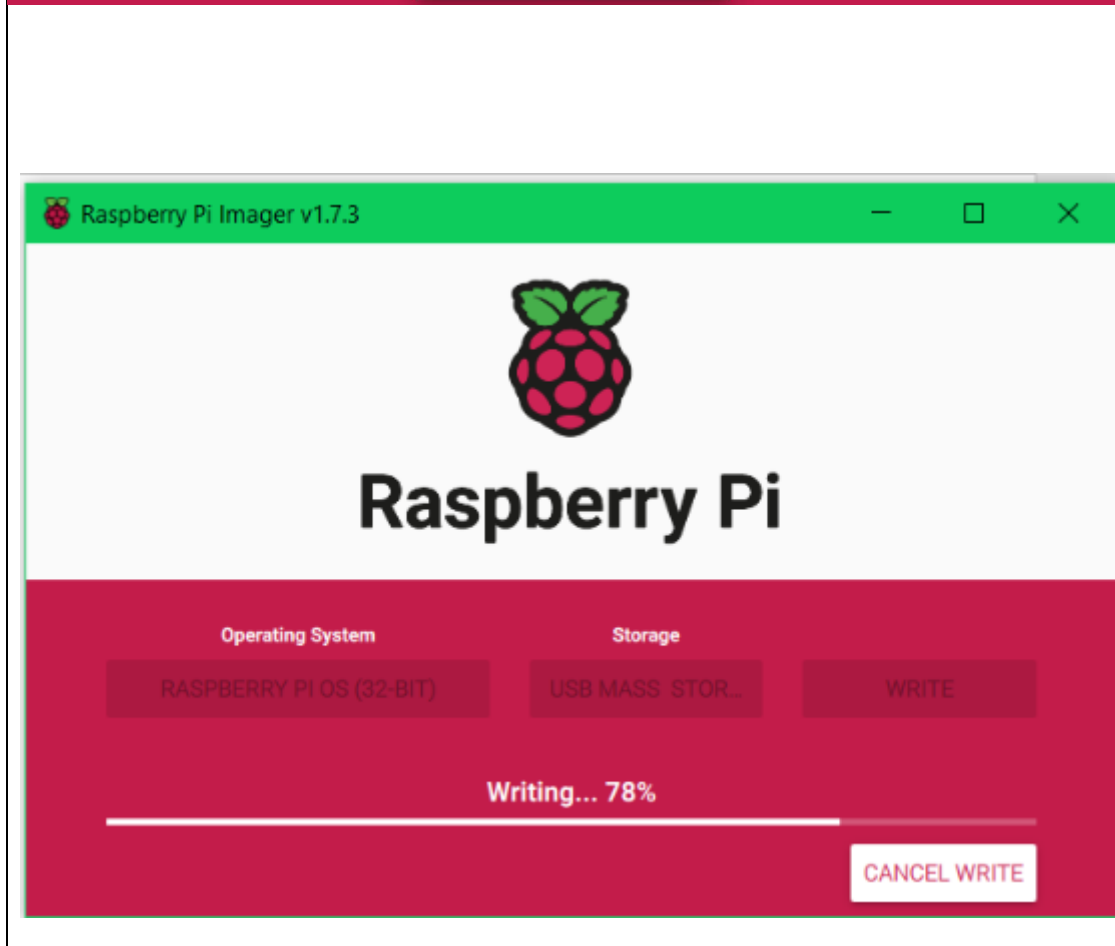 Raspberry Pi Imager v1.7.3
Raspberry Pi
Operating System Storage
RASPBERRY PI OS (32-BIT) USB MASS STOR... WRITE
Writing... 78%
CANCEL WRITE